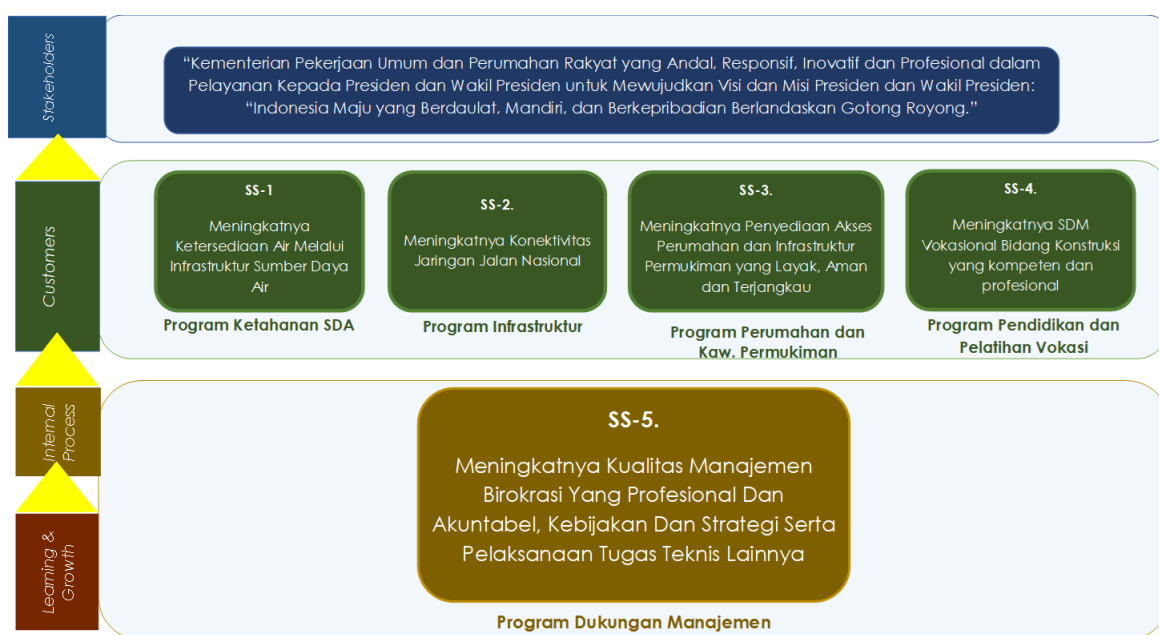 Stakeholders
“Kementerian Pekerjaan Umum dan Perumahan Rakyat yang Andal, Responsif, Inovatif dan Profesional dalam
Pelayanan Kepada Presiden dan Wakil Presiden untuk Mewujudkan Visi dan Misi Presiden dan Wakil Presiden:
“Indonesia Maju yang Berdaulat, Mandiri, dan Berkepribadian Berlandaskan Gotong Royong.”
Customers
SS-1
Meningkatnya
Ketersediaan Air Melalui
Infrastruktur Sumber Daya
Air
Program Ketahanan SDA
SS-2.
Meningkatnya Konektivitas
Jaringan Jalan Nasional
Program Infrastruktur
SS-3.
Meningkatnya Penyediaan Akses
Perumahan dan Infrastruktur
Permukiman yang Layak, Aman
dan Terjangkau
Program Perumahan dan
Kaw. Permukiman
SS-4.
Meningkatnya SDM
Vokasional Bidang Konstruksi
yang kompeten dan
profesional
Program Pendidikan dan
Pelatihan Vokasi
Internal
Process
Learning &
Growth
SS-5.
Meningkatnya Kualitas Manajemen
Birokrasi Yang Profesional Dan
Akuntabel, Kebijakan Dan Strategi Serta
Pelaksanaan Tugas Teknis Lainnya
Program Dukungan Manajemen